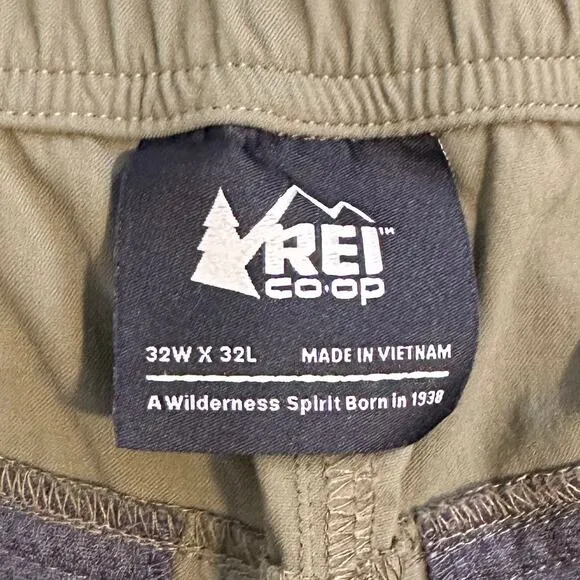 REI™
co·op
32W X 32L MADE IN VIETNAM
A Wilderness Spirit Born in 1938